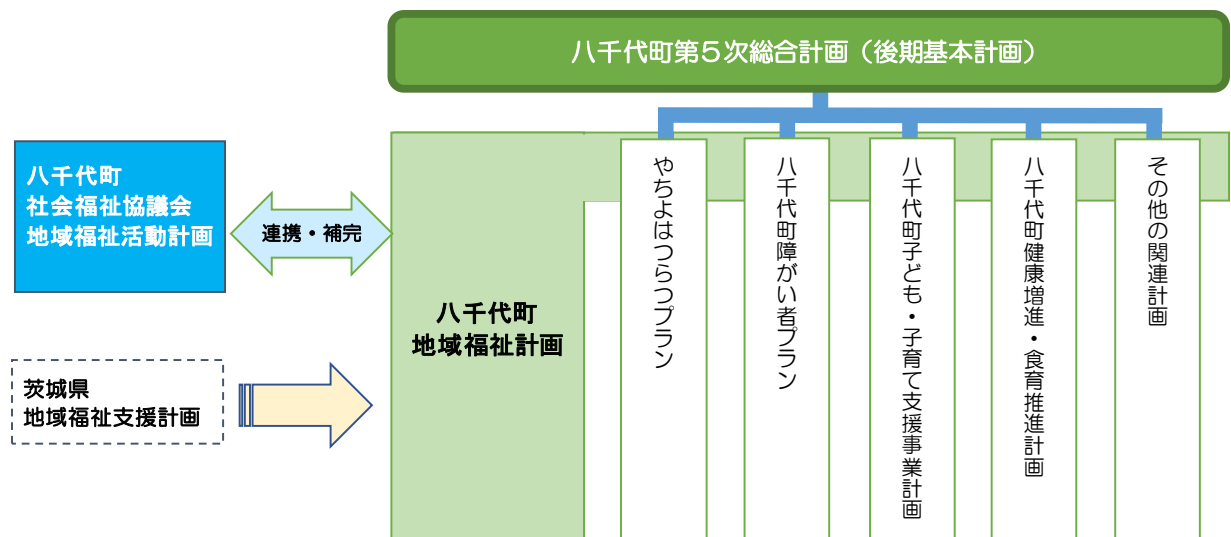 八千代町第５次総合計画（後期基本計画）
八千代町
社会福祉協議会
地域福祉活動計画
連携・補完
茨城県
地域福祉支援計画
八千代町
地域福祉計画
やちよはつらつプラン
八千代町障がい者プラン
八千代町子ども・子育て支援事業計画
八千代町健康増進・食育推進計画
その他の関連計画